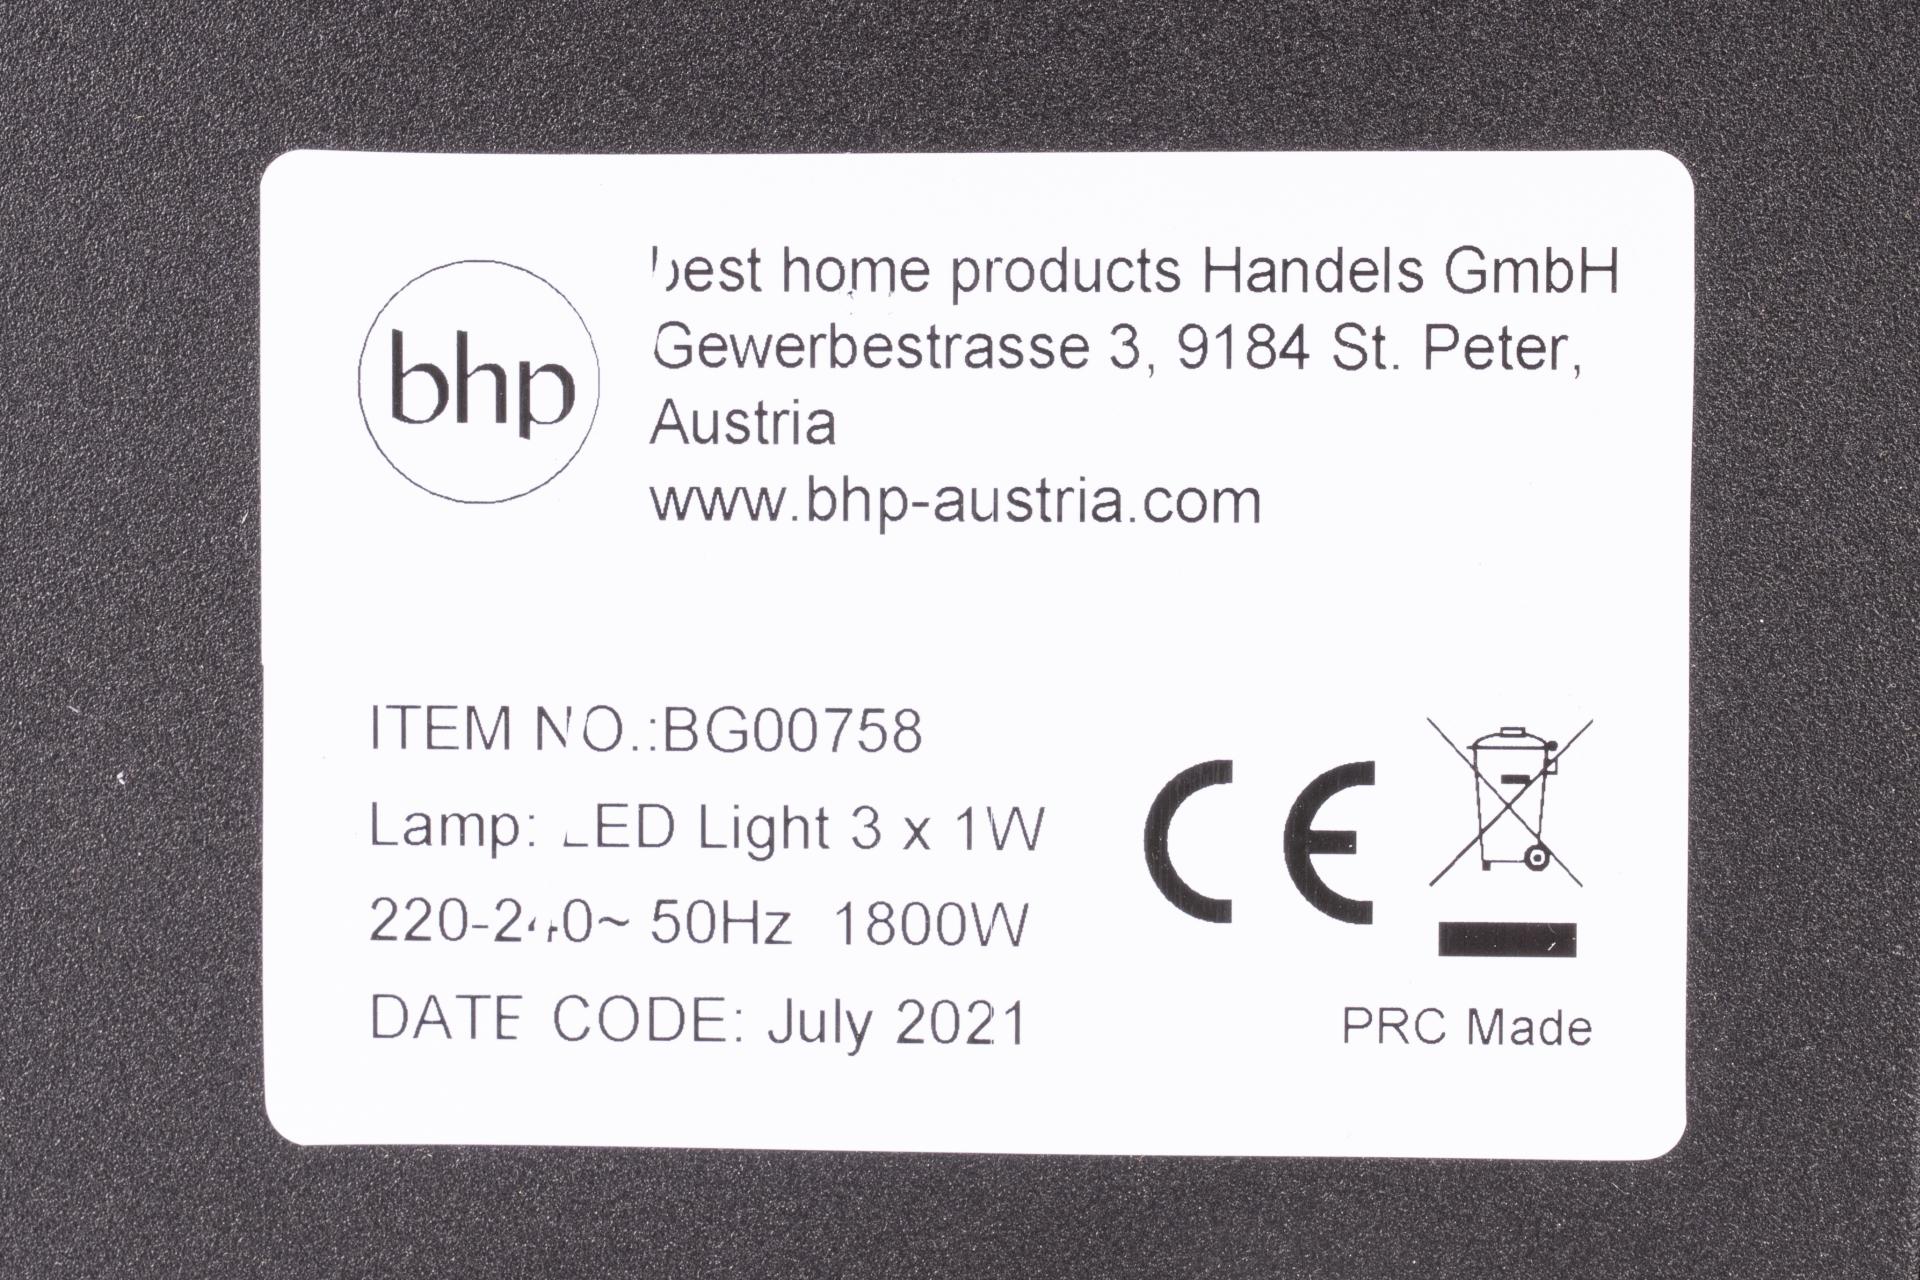 bhp
best home products Handels GmbH
Gewerbestrasse 3, 9184 St. Peter,
Austria
www.bhp-austria.com
ITEM NO.:BG00758
Lamp: LED Light 3 x 1W
220-240~ 50Hz 1800W
DATE CODE: July 2021
CE
PRC Made